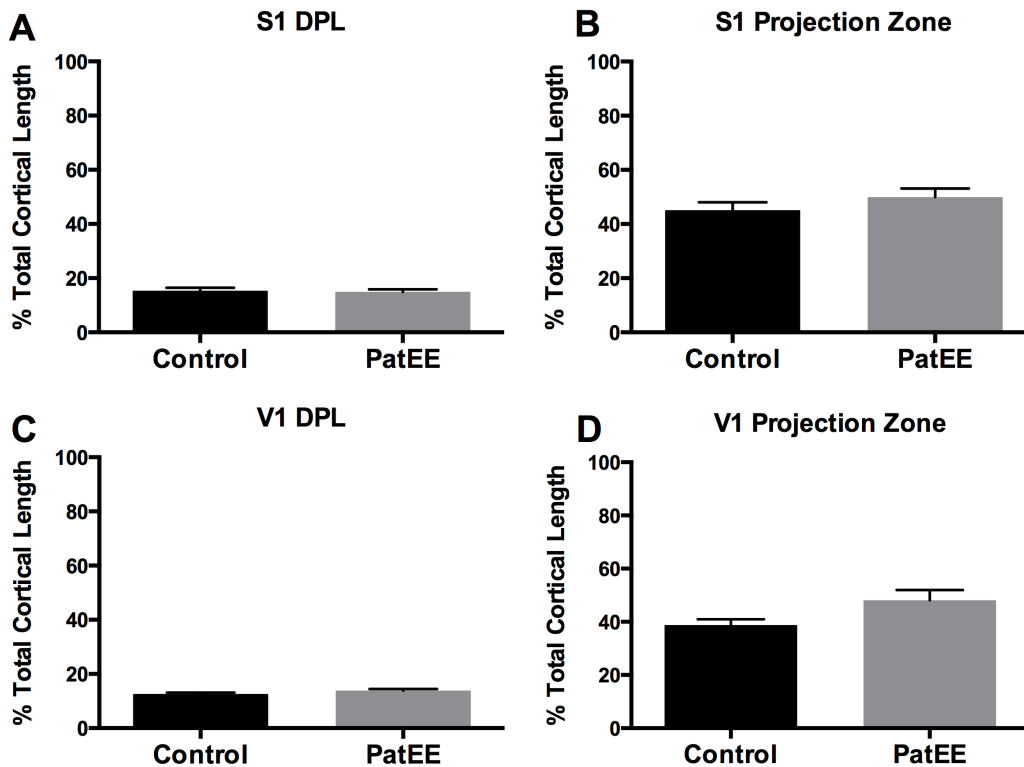 A
S1 DPL
% Total Cortical Length
100
80
60
40
20
0
Control
PatEE
B
S1 Projection Zone
% Total Cortical Length
100
80
60
40
20
0
Control
PatEE
C
V1 DPL
% Total Cortical Length
100
80
60
40
20
0
Control
PatEE
D
V1 Projection Zone
% Total Cortical Length
100
80
60
40
20
0
Control
PatEE